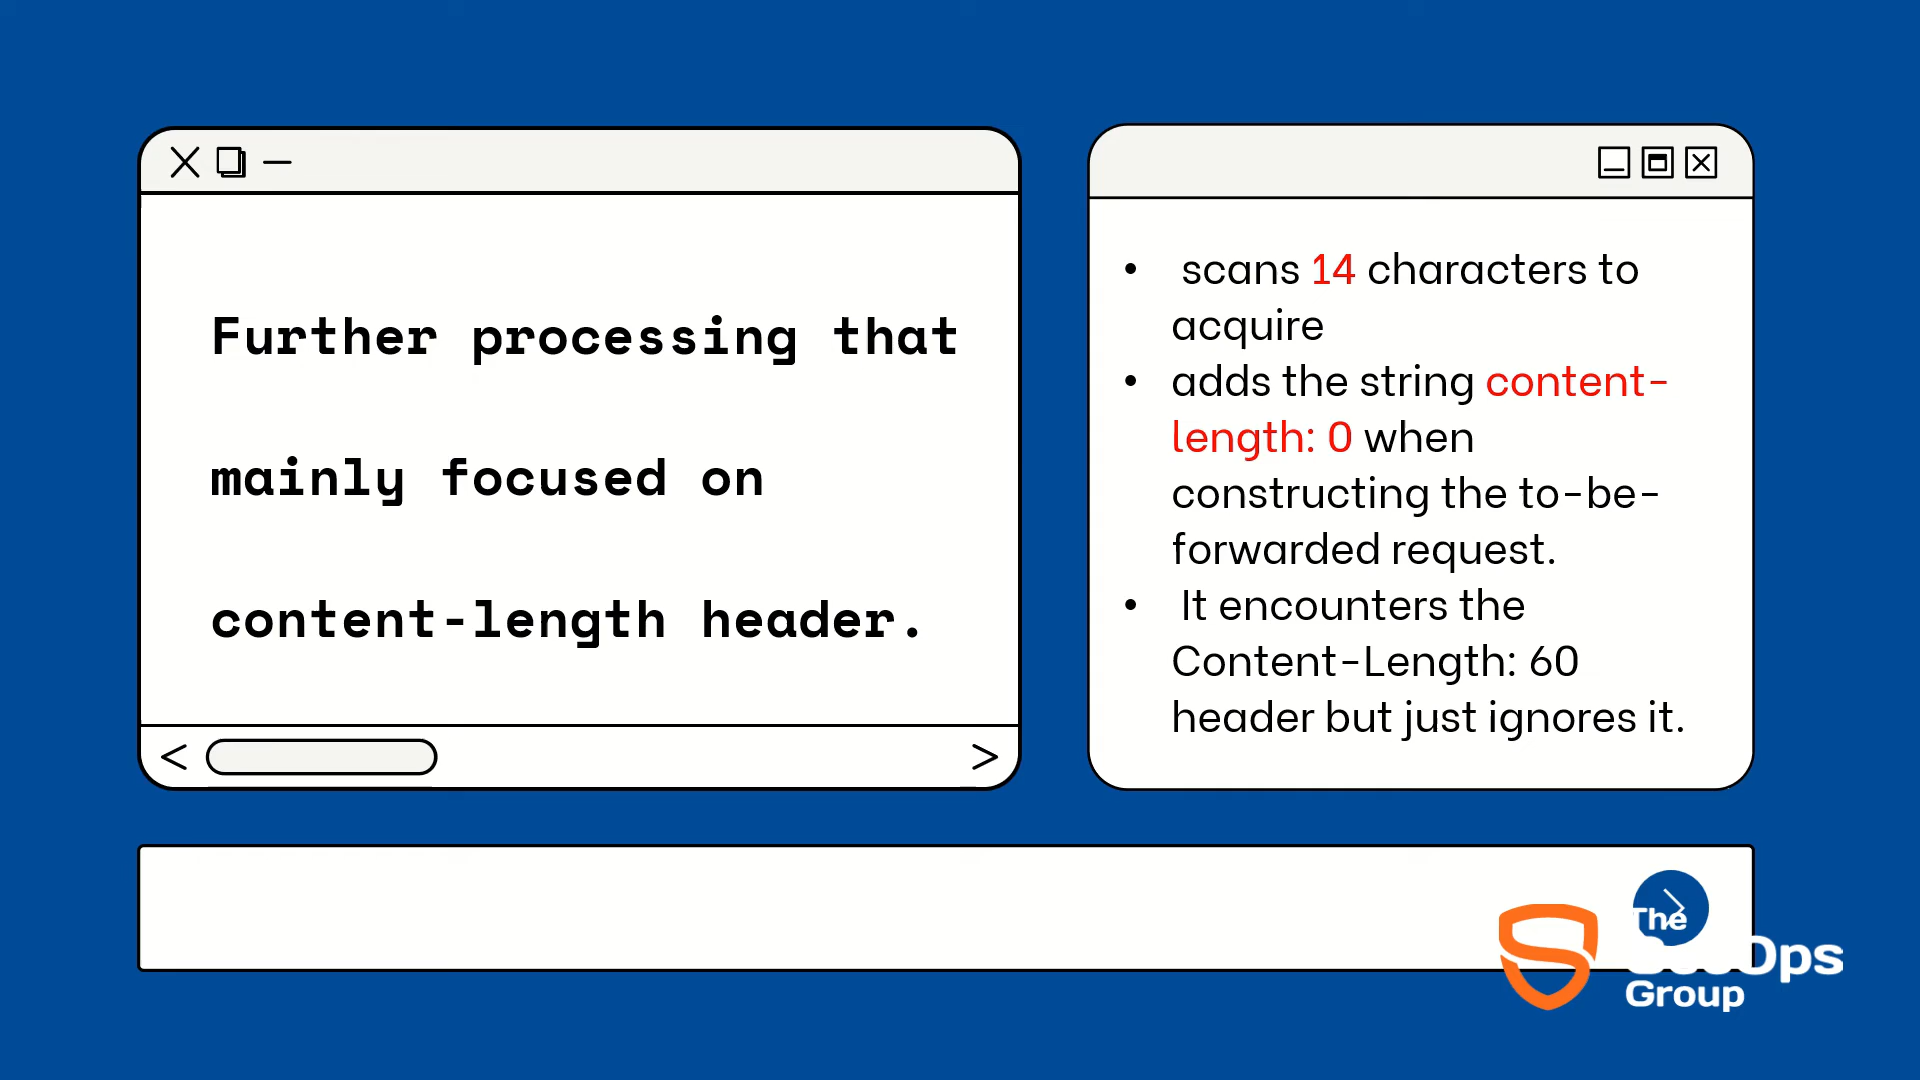 Further processing that
mainly focused on
content-length header.
• scans 14 characters to
acquire
• adds the string content-
length: 0 when
constructing the to-be-
forwarded request.
• It encounters the
Content-Length: 60
header but just ignores it.
The
SecOps
Group